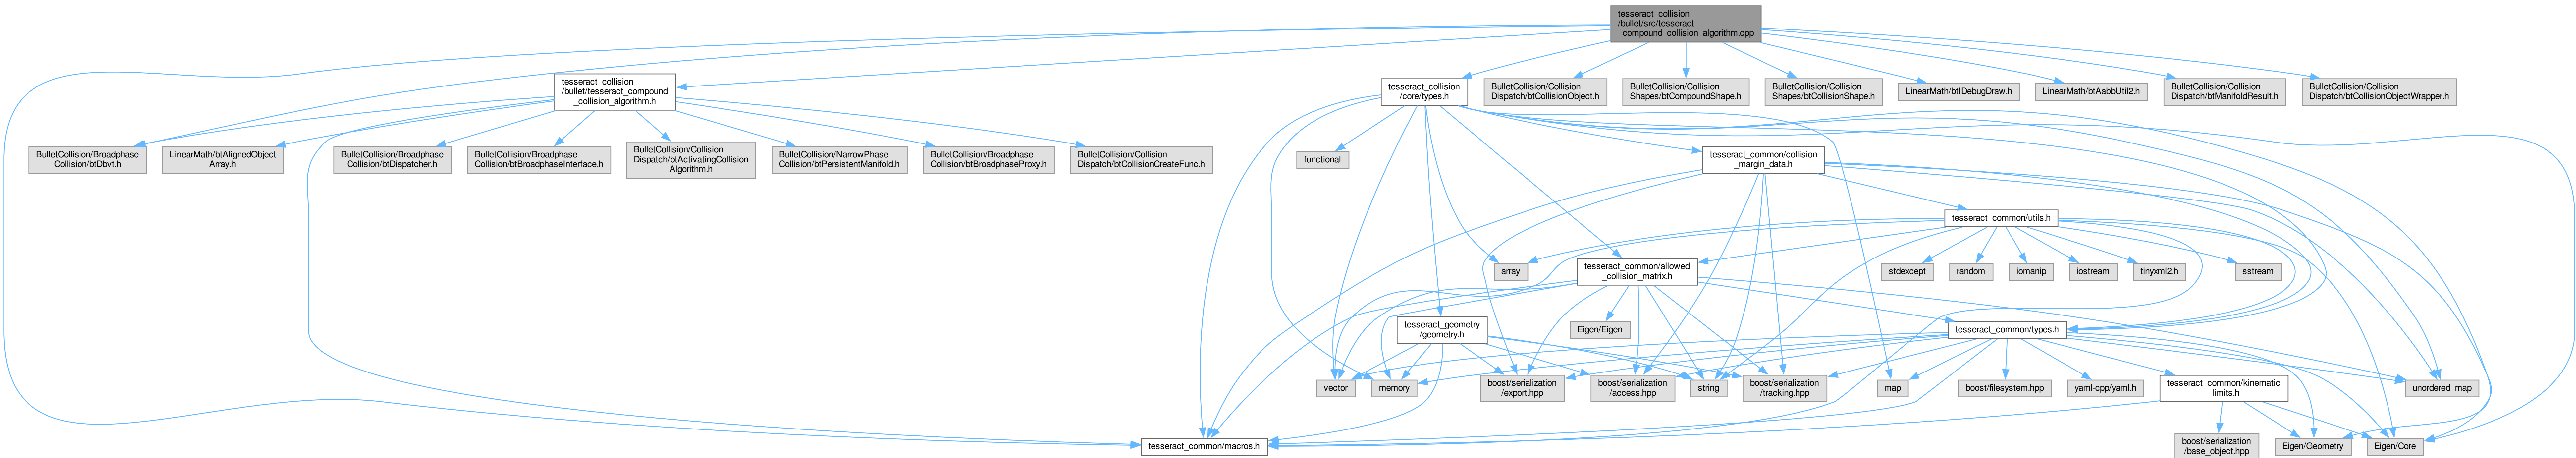 tesseract_collision
/bullet/src/tesseract
_compound_collision_algorithm.cpp
tesseract_collision
/bullet/tesseract_compound
_collision_algorithm.h
tesseract_collision
/core/types.h
BulletCollision/Collision
Dispatch/btCollisionObject.h
BulletCollision/Collision
Shapes/btCompoundShape.h
BulletCollision/Collision
Shapes/btCollisionShape.h
LinearMath/btIDebugDraw.h
LinearMath/btAabbUtil2.h
BulletCollision/Collision
Dispatch/btManifoldResult.h
BulletCollision/Collision
Dispatch/btCollisionObjectWrapper.h
BulletCollision/Broadphase
Collision/btDbvt.h
LinearMath/btAlignedObject
Array.h
BulletCollision/Broadphase
Collision/btDispatcher.h
BulletCollision/Broadphase
Collision/btBroadphaseInterface.h
BulletCollision/Collision
Dispatch/btActivatingCollision
Algorithm.h
BulletCollision/NarrowPhase
Collision/btPersistentManifold.h
BulletCollision/Broadphase
Collision/btBroadphaseProxy.h
BulletCollision/Collision
Dispatch/btCollisionCreateFunc.h
functional
tesseract_common/collision
_margin_data.h
tesseract_common/utils.h
array
tesseract_common/allowed
_collision_matrix.h
stdexcept
random
iomanip
iostream
tinyxml2.h
sstream
tesseract_geometry
/geometry.h
Eigen/Eigen
tesseract_common/types.h
vector
memory
boost/serialization
/export.hpp
boost/serialization
/access.hpp
string
boost/serialization
/tracking.hpp
map
boost/filesystem.hpp
yaml-cpp/yaml.h
tesseract_common/kinematic
_limits.h
unordered_map
tesseract_common/macros.h
boost/serialization
/base_object.hpp
Eigen/Geometry
Eigen/Core